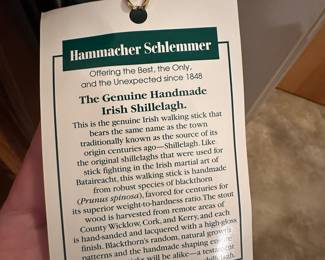 Hammacher Schlemmer
Offering the Best, the Only,
and the Unexpected since 1848
The Genuine Handmade
Irish Shillelagh.
This is the genuine Irish walking stick that
bears the same name as the town
traditionally known as the source of its
origin centuries ago—Shillelagh. Like
the original shillelaghs that were used for
stick fighting in the Irish martial art of
Bataireacht, this walking stick is handmade
from robust species of blackthorn
(Prunus spinosa), favored for centuries for
its superior weight-to-hardness ratio. The stout
wood is harvested from remote areas of
County Wicklow, Cork, and Kerry, and each
is hand-sanded and lacquered with a high-gloss
finish. Blackthorn's random, natural growth
patterns and the handmade shaping ensure
will be alike—a testament